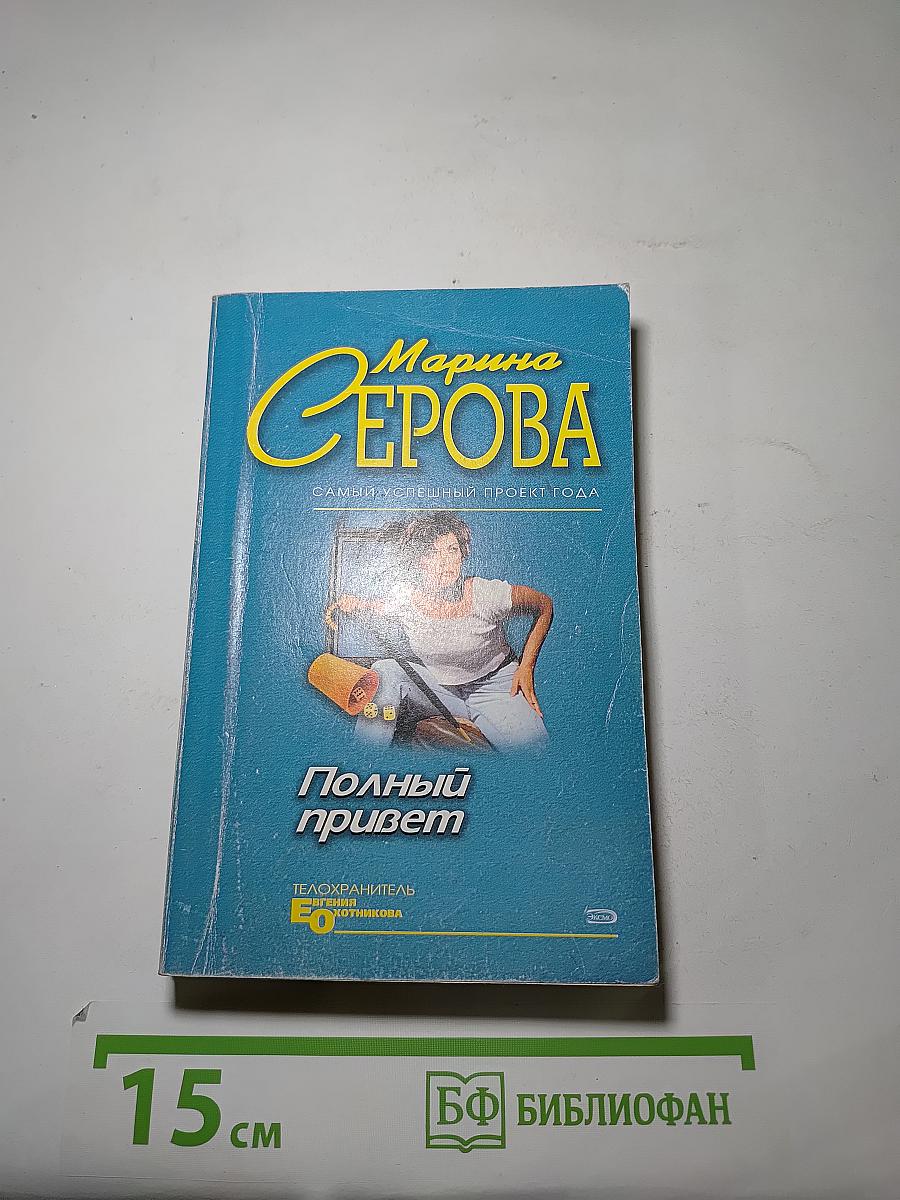 Марина
СЕРОВА
САМЫЙ УСПЕШНЫЙ ПРОЕКТ ГОДА
Полный
привет
ТЕЛОХРАНИТЕЛЬ
ЕВГЕНИЯ
ОХОТНИКОВА
ЭКСМО
15 см
БФ БИБЛИОФАН